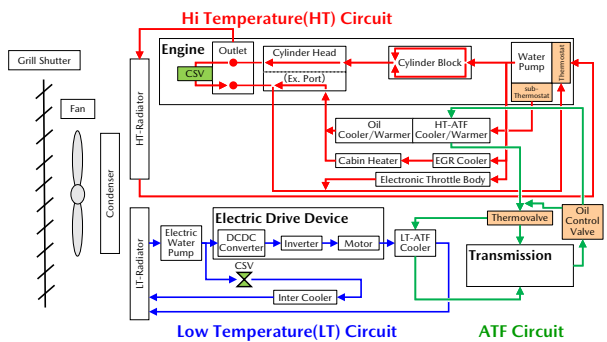 Hi Temperature(HT) Circuit
Engine
Outlet
Cylinder Head
(Ex. Port)
Cylinder Block
Water
Pump
Thermostat
sub-
Thermostat
CSV
Grill Shutter
Fan
Condenser
HT-Radiator
Oil
Cooler/Warmer
HT-ATF
Cooler/Warmer
Cabin Heater
EGR Cooler
Electronic Throttle Body
LT-Radiator
Electric
Water
Pump
Electric Drive Device
DCDC
Converter
Inverter
Motor
LT-ATF
Cooler
CSV
Inter Cooler
Thermovalve
Oil
Control
Valve
Transmission
Low Temperature(LT) Circuit
ATF Circuit